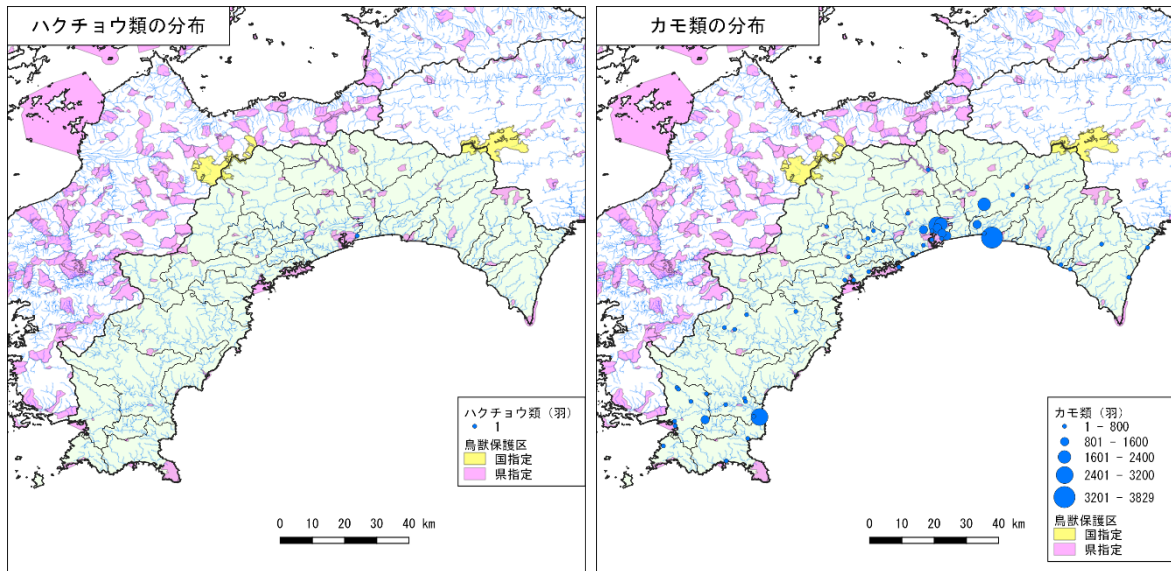 ハクチョウ類の分布
ハクチョウ類（羽）
1
鳥獣保護区
国指定
県指定
0 10 20 30 40 km
カモ類の分布
カモ類（羽）
1 - 800
801 - 1600
1601 - 2400
2401 - 3200
3201 - 3829
鳥獣保護区
国指定
県指定
0 10 20 30 40 km